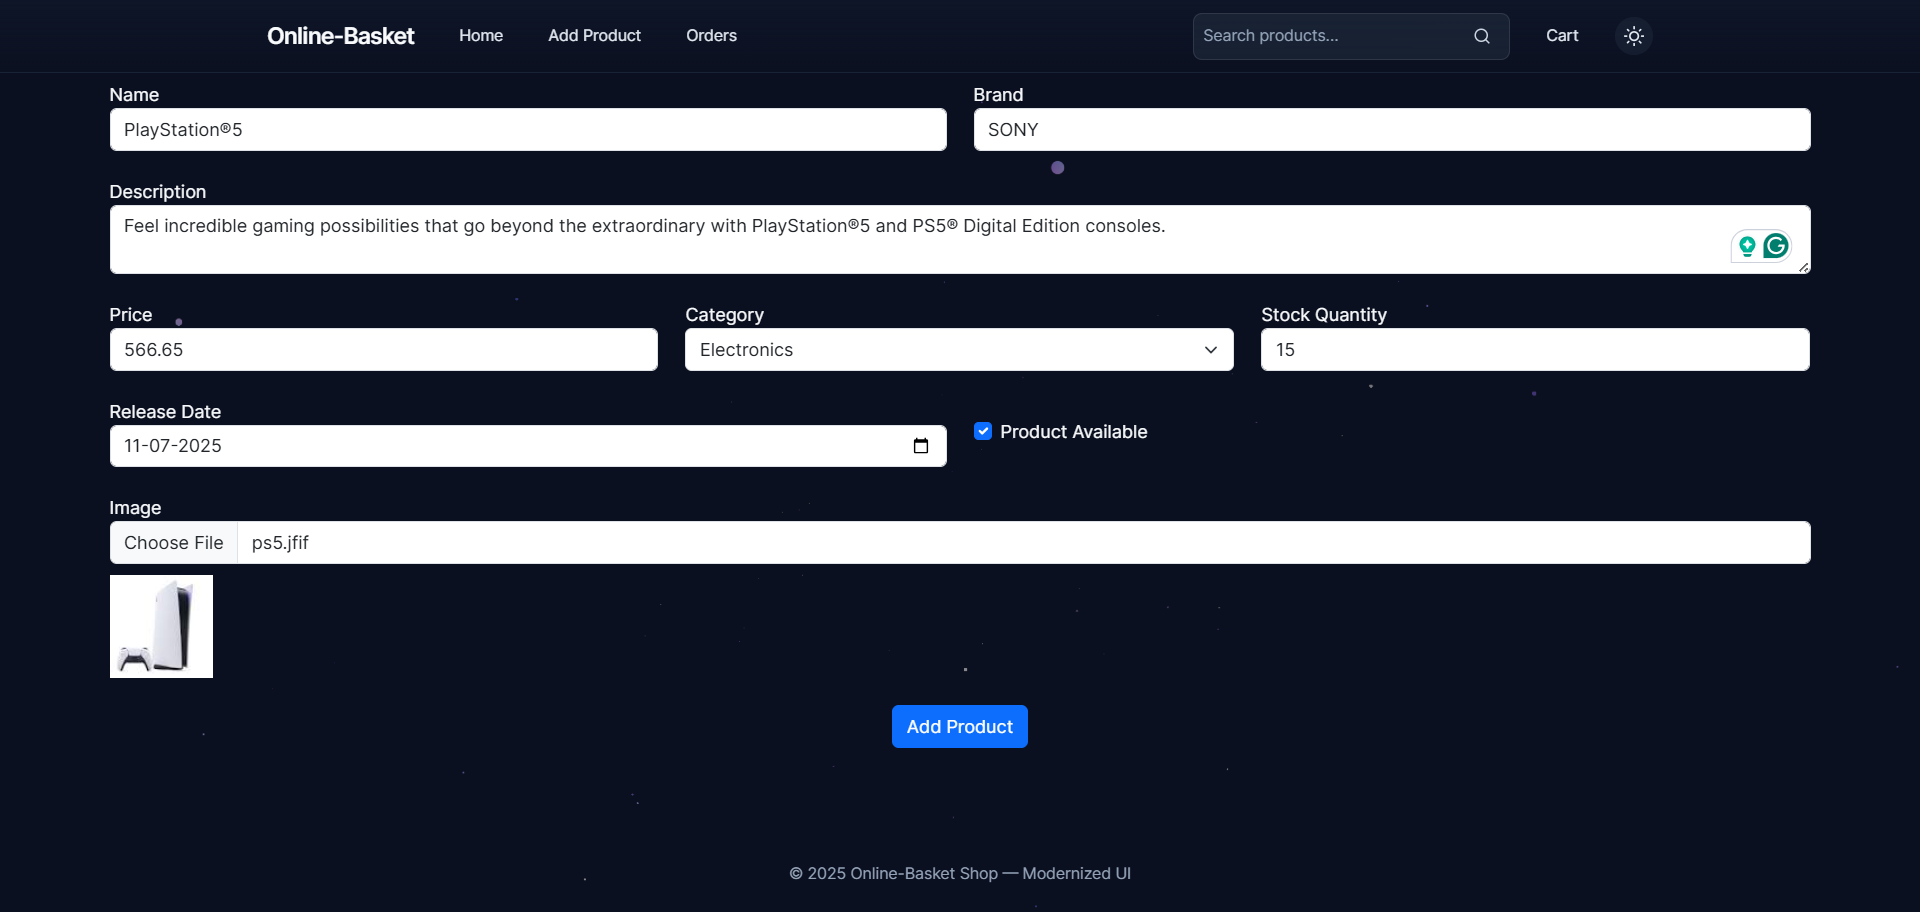 Online-Basket Home Add Product Orders Search products... Cart
Name Brand
PlayStation®5 SONY
Description
Feel incredible gaming possibilities that go beyond the extraordinary with PlayStation®5 and PS5® Digital Edition consoles.
Price Category Stock Quantity
566.65 Electronics 15
Release Date
Product Available
11-07-2025
Image
Choose File ps5.jfif
Add Product
© 2025 Online-Basket Shop — Modernized UI